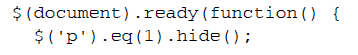 $(document).ready(function() {
  $('p').eq(1).hide();